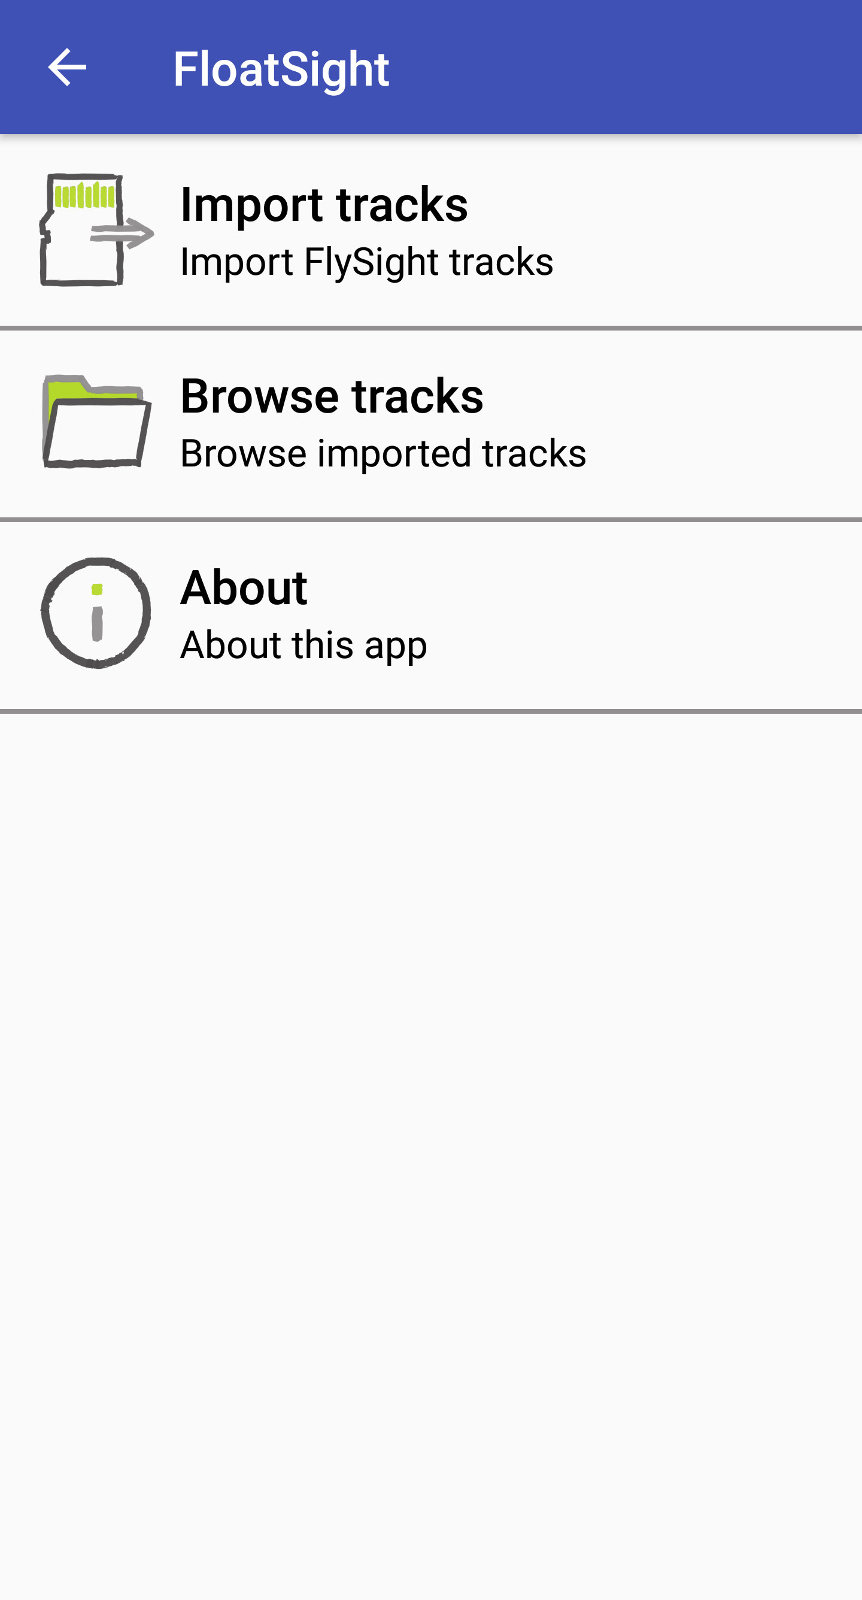 FloatSight
Import tracks
Import FlySight tracks
Browse tracks
Browse imported tracks
About
About this app